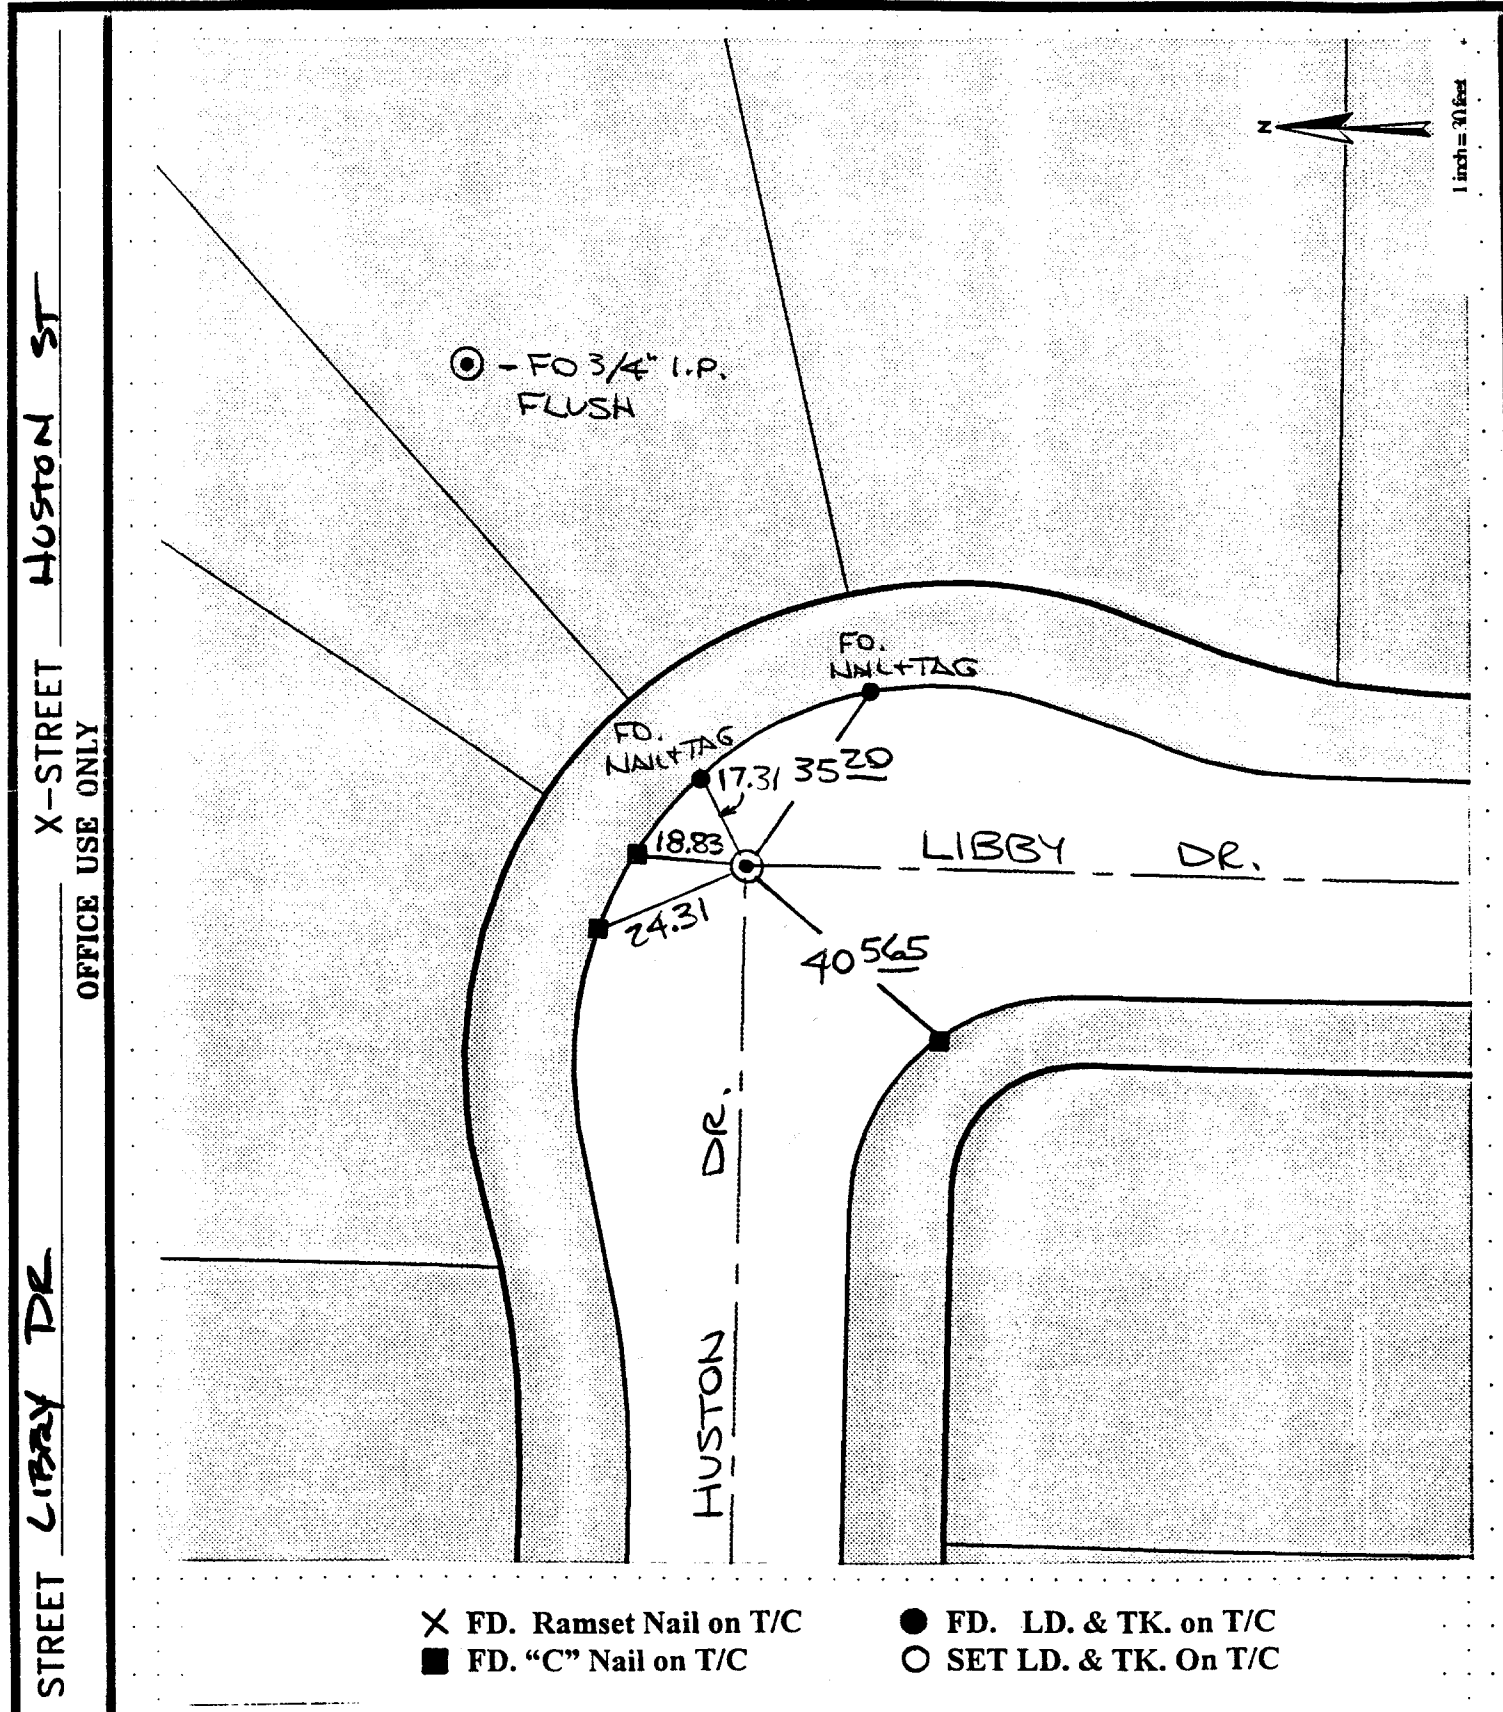 STREET LIBBY DR X-STREET HUSTON ST
OFFICE USE ONLY
N
1 inch = 30 feet
- FD 3/4" I.P.
FLUSH
FD.
NAIL+TAG
FD.
NAIL+TAG
17.31
35 20
18.83
24.31
LIBBY DR.
40 565
HUSTON DR.
X FD. Ramset Nail on T/C
● FD. LD. & TK. on T/C
■ FD. “C” Nail on T/C
○ SET LD. & TK. On T/C